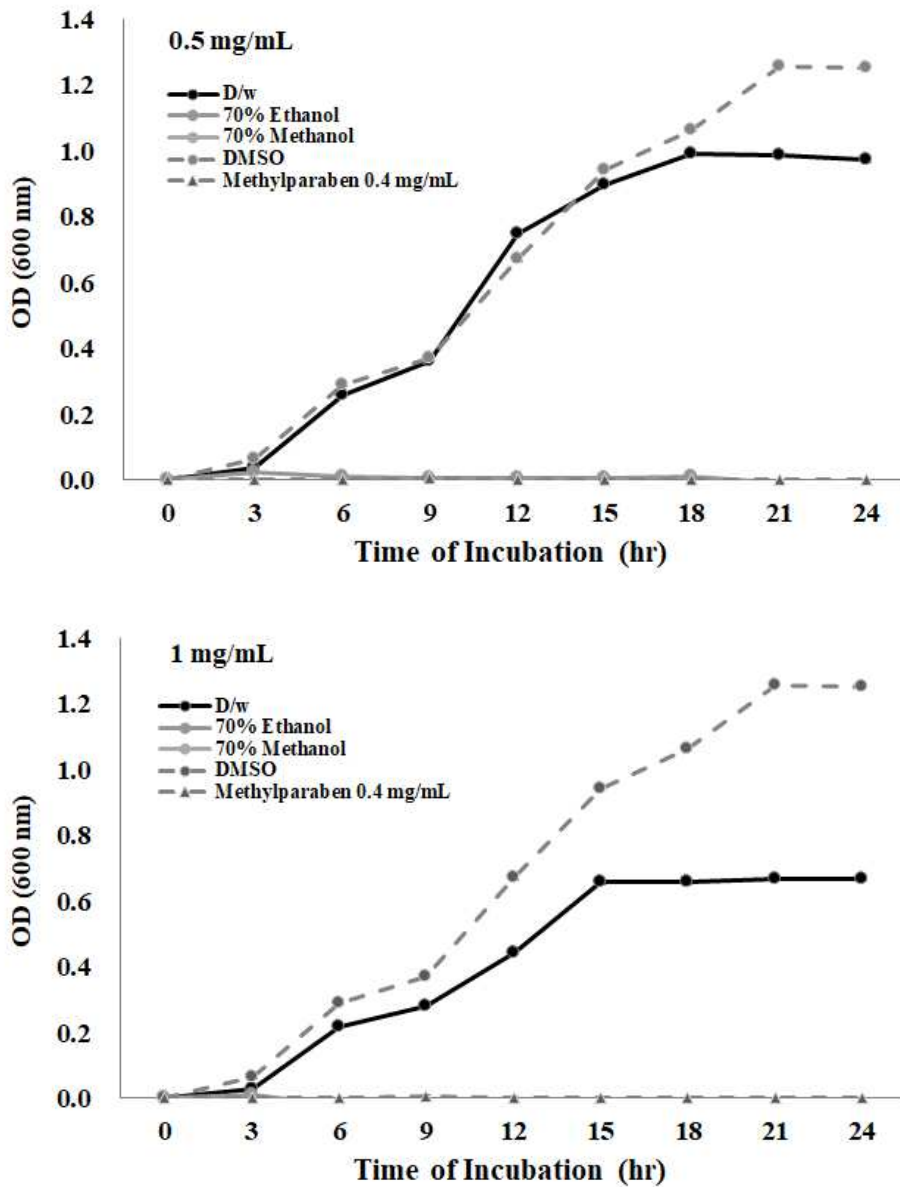 1.4
0.5 mg/mL
1.2
D/w
70% Ethanol
70% Methanol
1.0
DMSO
Methylparaben 0.4 mg/mL
0.8
OD (600 nm)
0.6
0.4
0.2
0.0
0 3 6 9 12 15 18 21 24
Time of Incubation (hr)
1.4
1 mg/mL
1.2
D/w
70% Ethanol
70% Methanol
1.0
DMSO
Methylparaben 0.4 mg/mL
0.8
OD (600 nm)
0.6
0.4
0.2
0.0
0 3 6 9 12 15 18 21 24
Time of Incubation (hr)